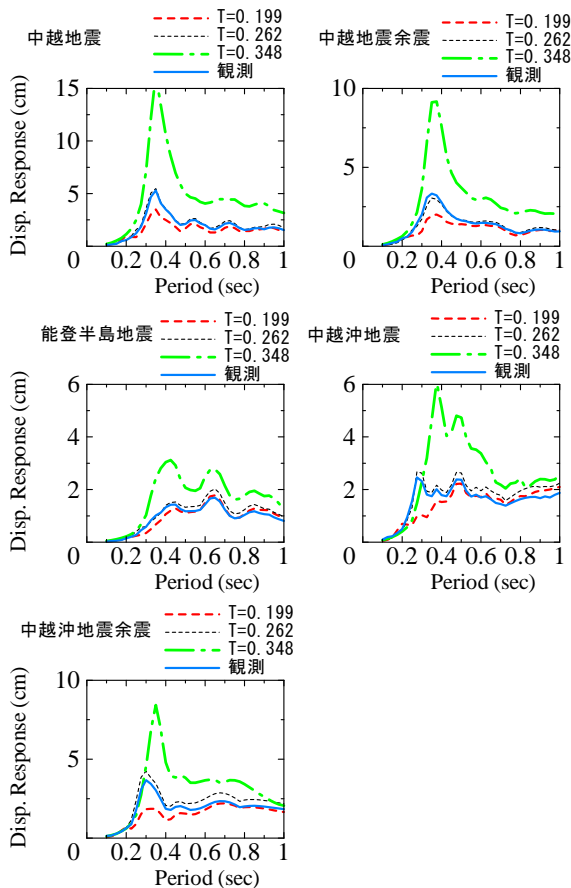 中越地震
T=0.199
T=0.262
T=0.348
観測
Disp. Response (cm)
15
10
5
0
0.2 0.4 0.6 0.8 1
Period (sec)
中越地震余震
T=0.199
T=0.262
T=0.348
観測
10
5
0
0.2 0.4 0.6 0.8 1
Period (sec)
能登半島地震
T=0.199
T=0.262
T=0.348
観測
Disp. Response (cm)
6
4
2
0
0.2 0.4 0.6 0.8 1
Period (sec)
中越沖地震
T=0.199
T=0.262
T=0.348
観測
6
4
2
0
0.2 0.4 0.6 0.8 1
Period (sec)
中越沖地震余震
T=0.199
T=0.262
T=0.348
観測
Disp. Response (cm)
10
5
0
0.2 0.4 0.6 0.8 1
Period (sec)